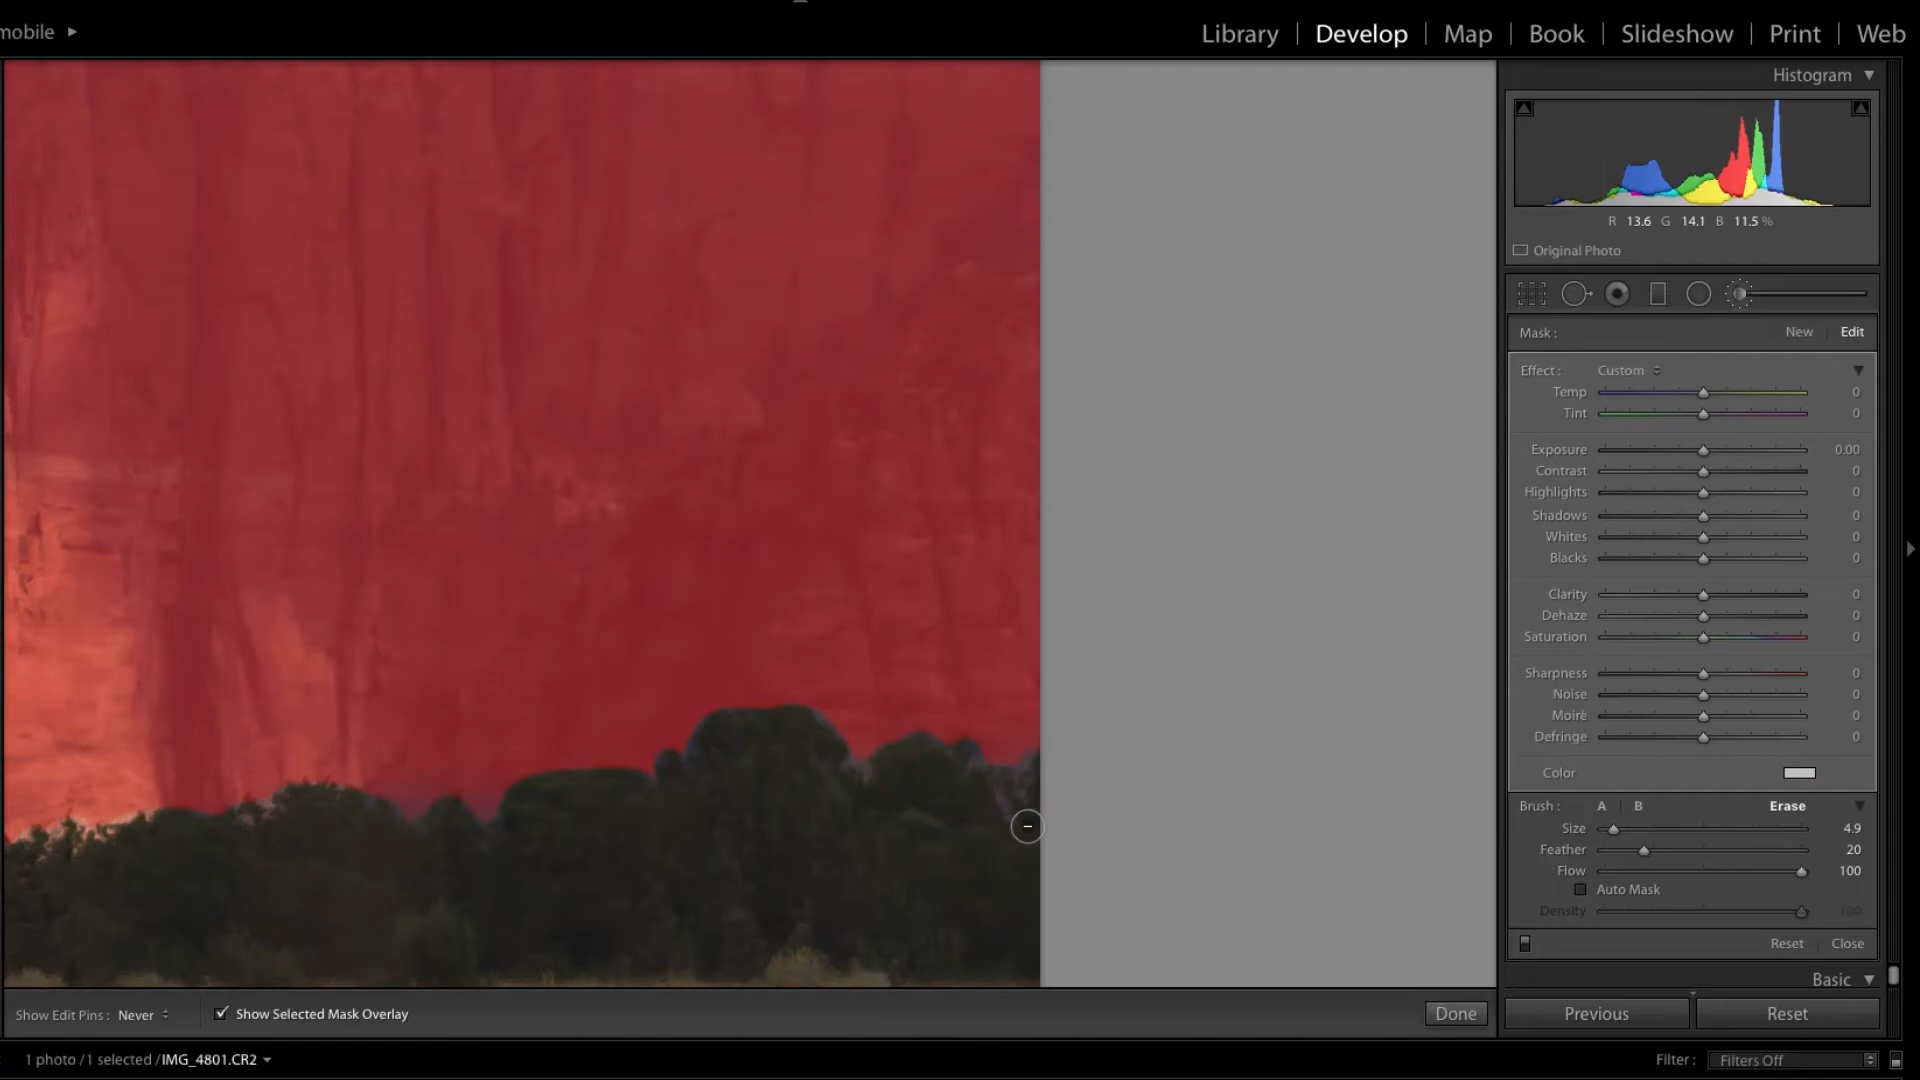 mobile
Library | Develop | Map | Book | Slideshow | Print | Web
Histogram
R 13.6 G 14.1 B 11.5 %
Original Photo
Mask : New Edit
Effect : Custom
Temp 0
Tint 0
Exposure 0.00
Contrast 0
Highlights 0
Shadows 0
Whites 0
Blacks 0
Clarity 0
Dehaze 0
Saturation 0
Sharpness 0
Noise 0
Moiré 0
Defringe 0
Color
Brush : A B Erase
Size 4.9
Feather 20
Flow 100
Auto Mask
Density 100
Reset Close
Basic
Show Edit Pins : Never Show Selected Mask Overlay Done Previous Reset
1 photo / 1 selected / IMG_4801.CR2 Filter : Filters Off